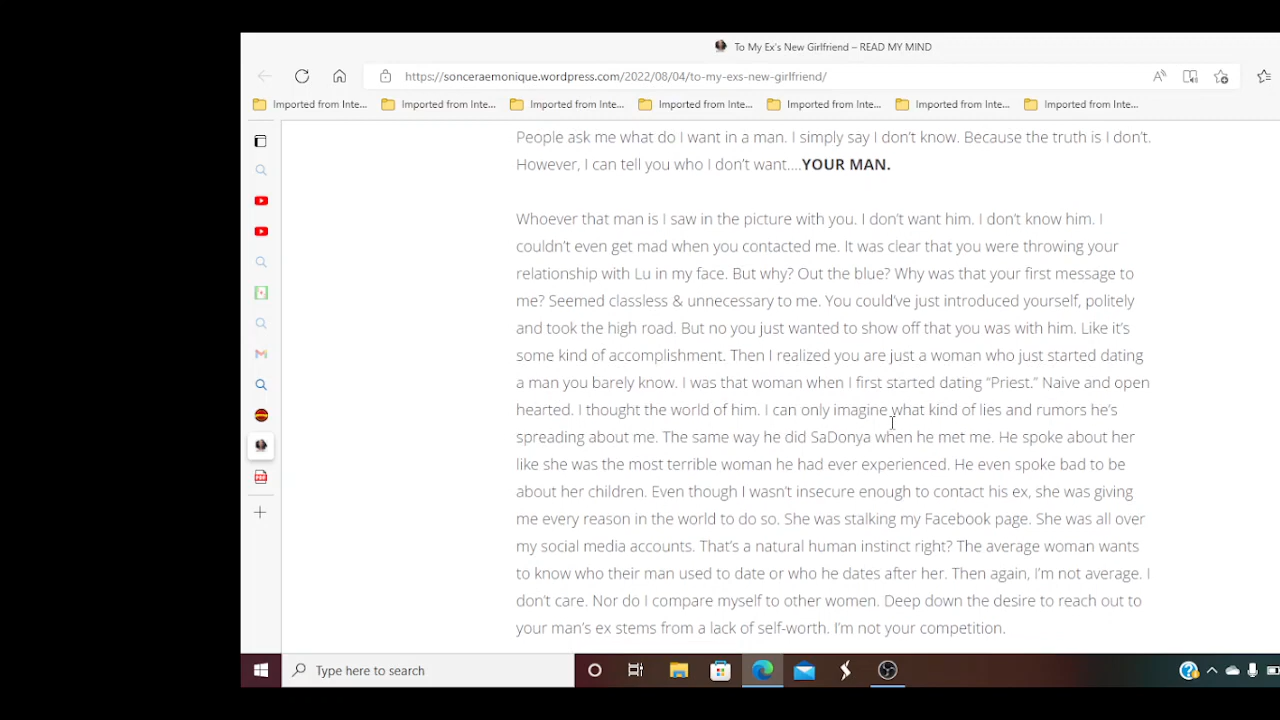 To My Ex's New Girlfriend – READ MY MIND
https://sonceraemonique.wordpress.com/2022/08/04/to-my-exs-new-girlfriend/
Imported from Inte... Imported from Inte... Imported from Inte... Imported from Inte... Imported from Inte... Imported from Inte... Imported from Inte...
People ask me what do I want in a man. I simply say I don't know. Because the truth is I don't.
However, I can tell you who I don't want....YOUR MAN.
Whoever that man is I saw in the picture with you. I don't want him. I don't know him. I
couldn't even get mad when you contacted me. It was clear that you were throwing your
relationship with Lu in my face. But why? Out the blue? Why was that your first message to
me? Seemed classless & unnecessary to me. You could've just introduced yourself, politely
and took the high road. But no you just wanted to show off that you was with him. Like it's
some kind of accomplishment. Then I realized you are just a woman who just started dating
a man you barely know. I was that woman when I first started dating “Priest.” Naive and open
hearted. I thought the world of him. I can only imagine what kind of lies and rumors he's
spreading about me. The same way he did SaDonya when he met me. He spoke about her
like she was the most terrible woman he had ever experienced. He even spoke bad to be
about her children. Even though I wasn't insecure enough to contact his ex, she was giving
me every reason in the world to do so. She was stalking my Facebook page. She was all over
my social media accounts. That's a natural human instinct right? The average woman wants
to know who their man used to date or who he dates after her. Then again, I'm not average. I
don't care. Nor do I compare myself to other women. Deep down the desire to reach out to
your man's ex stems from a lack of self-worth. I'm not your competition.
Type here to search